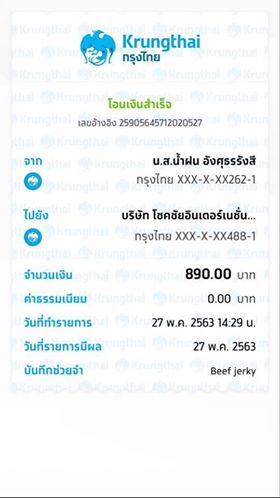 Krungthai
กรุงไทย
โอนเงินสำเร็จ
เลขอ้างอิง 2590564571202052​7
จาก น.ส.น้ำฝน อังศุธรรังสี
กรุงไทย XXX-X-XX262-1
ไปยัง บริษัท โชคชัยอินเตอร์เนชั่น...
กรุงไทย XXX-X-XX488-1
จำนวนเงิน 890.00 บาท
ค่าธรรมเนียม 0.00 บาท
วันที่ทำรายการ 27 พ.ค. 2563 14:29 น.
วันที่รายการมีผล 27 พ.ค. 2563
บันทึกช่วยจำ Beef jerky